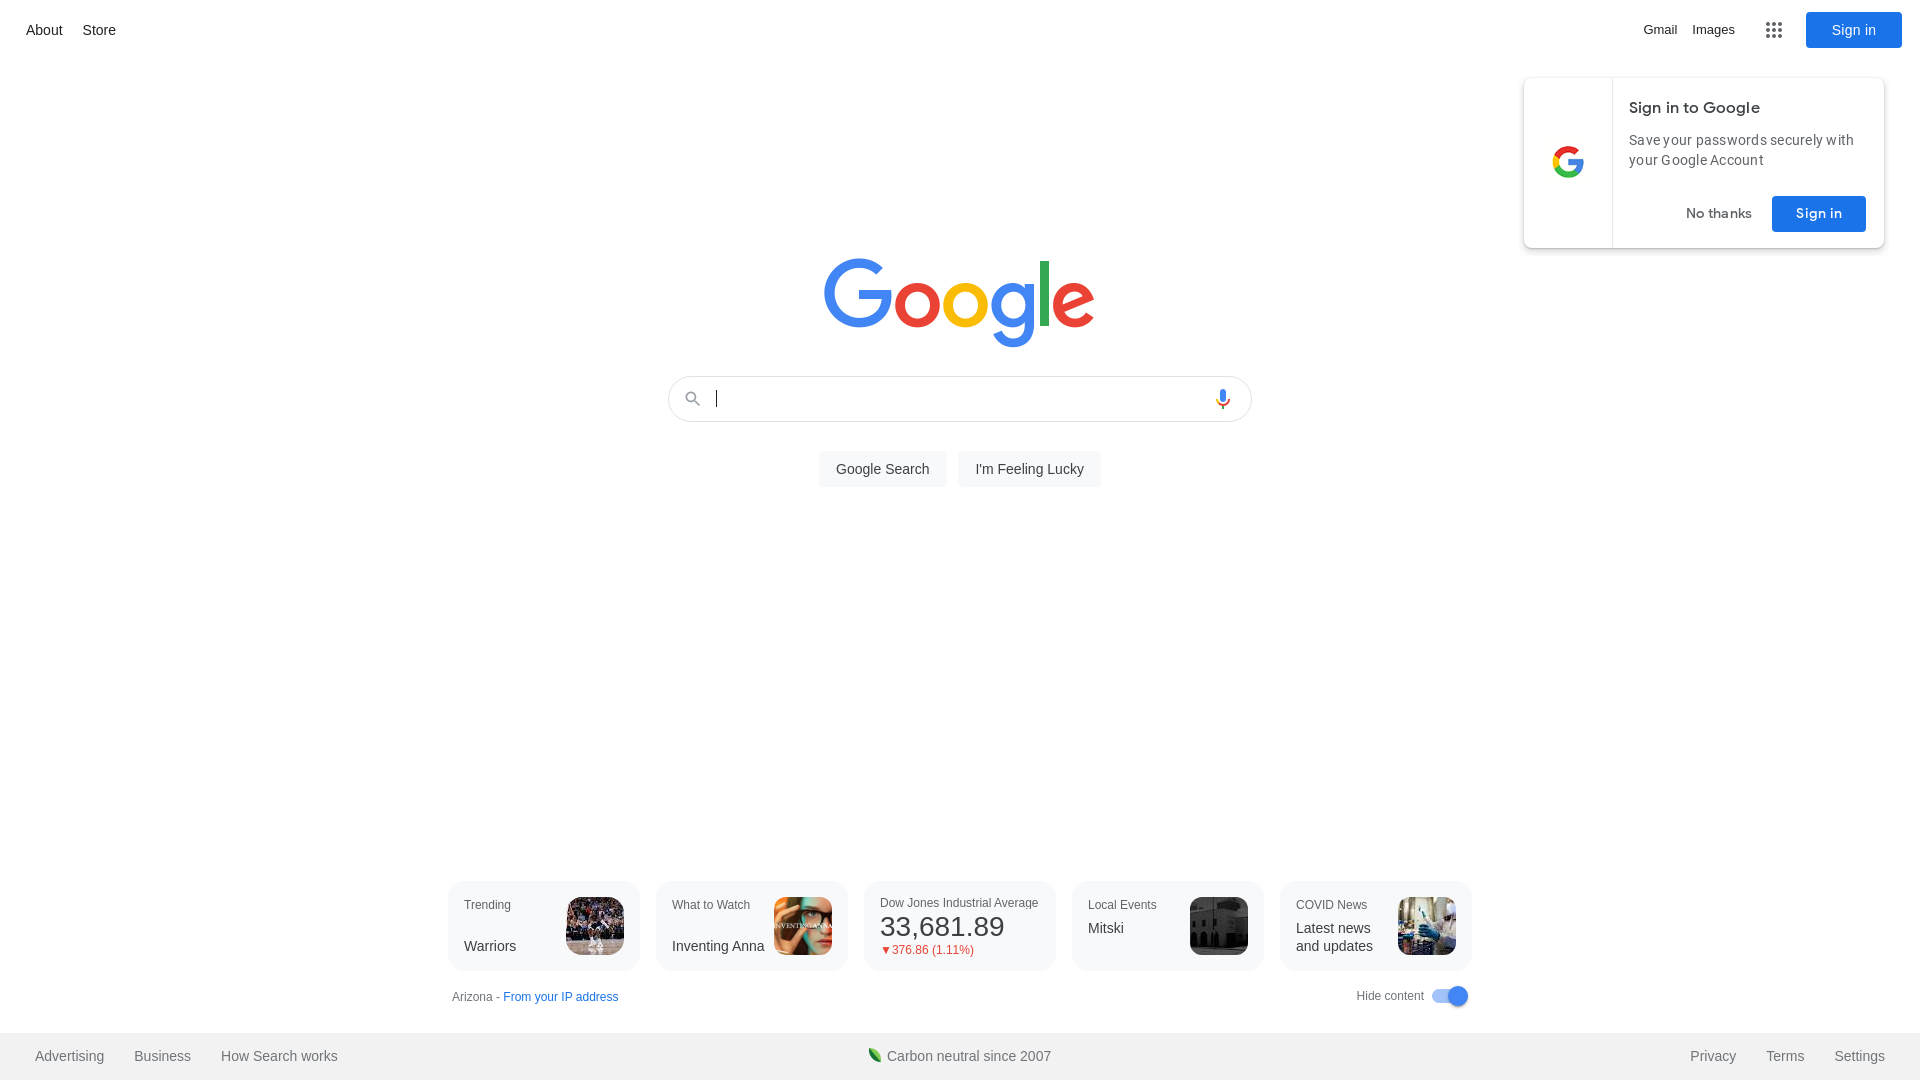 About Store
Gmail Images Sign in
Sign in to Google
Save your passwords securely with
your Google Account
No thanks Sign in
Google
Google Search I'm Feeling Lucky
Trending
Warriors
What to Watch
Inventing Anna
INVENTING ANNA
Dow Jones Industrial Average
33,681.89
▼376.86 (1.11%)
Local Events
Mitski
COVID News
Latest news
and updates
Arizona - From your IP address
Hide content
Advertising Business How Search works
Carbon neutral since 2007
Privacy Terms Settings